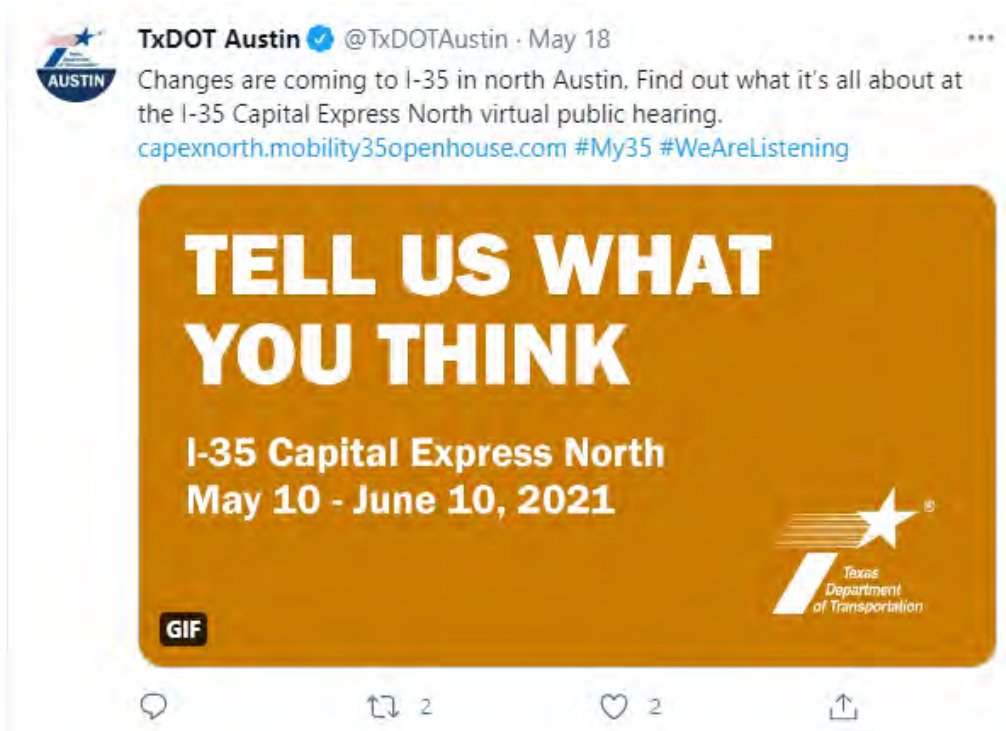 TxDOT Austin @TxDOTAustin · May 18
AUSTIN
Changes are coming to I-35 in north Austin. Find out what it's all about at
the I-35 Capital Express North virtual public hearing.
capexnorth.mobility35openhouse.com #My35 #WeAreListening
TELL US WHAT
YOU THINK
I-35 Capital Express North
May 10 - June 10, 2021
®
Texas
Department
of Transportation
GIF
2
2